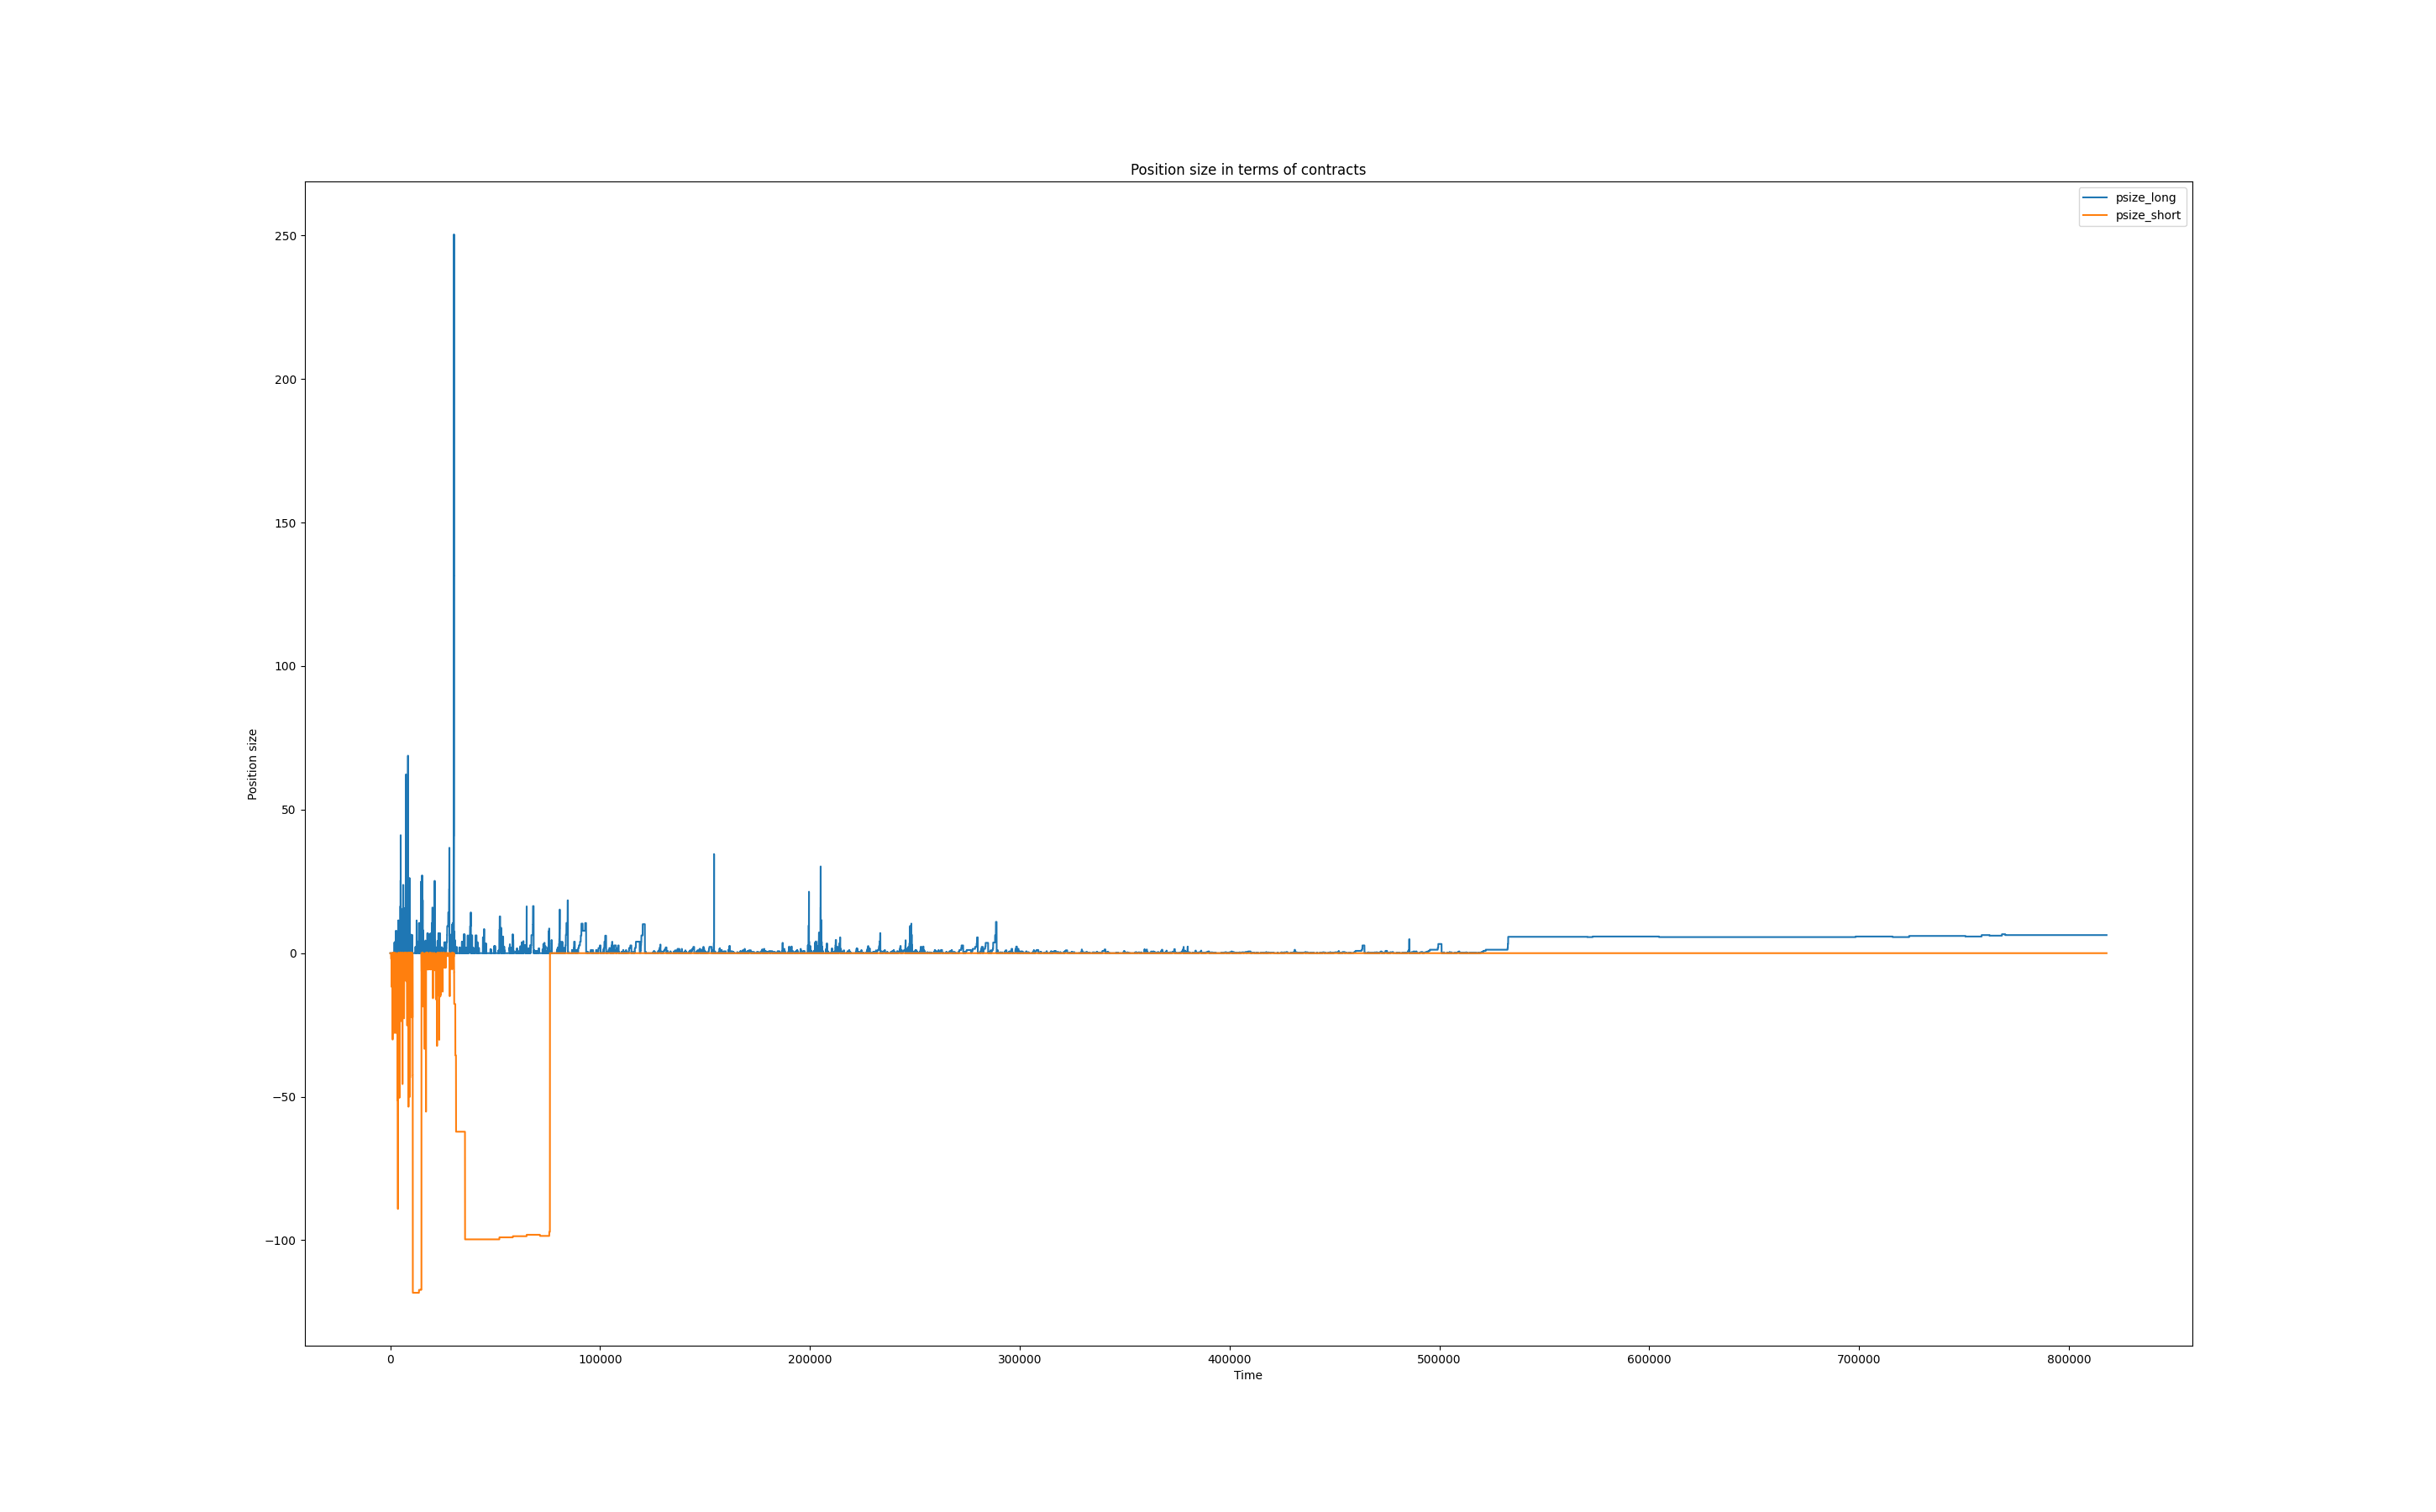 Position size in terms of contracts
psize_long
psize_short
250
200
150
100
50
0
−50
−100
Position size
0 100000 200000 300000 400000 500000 600000 700000 800000
Time